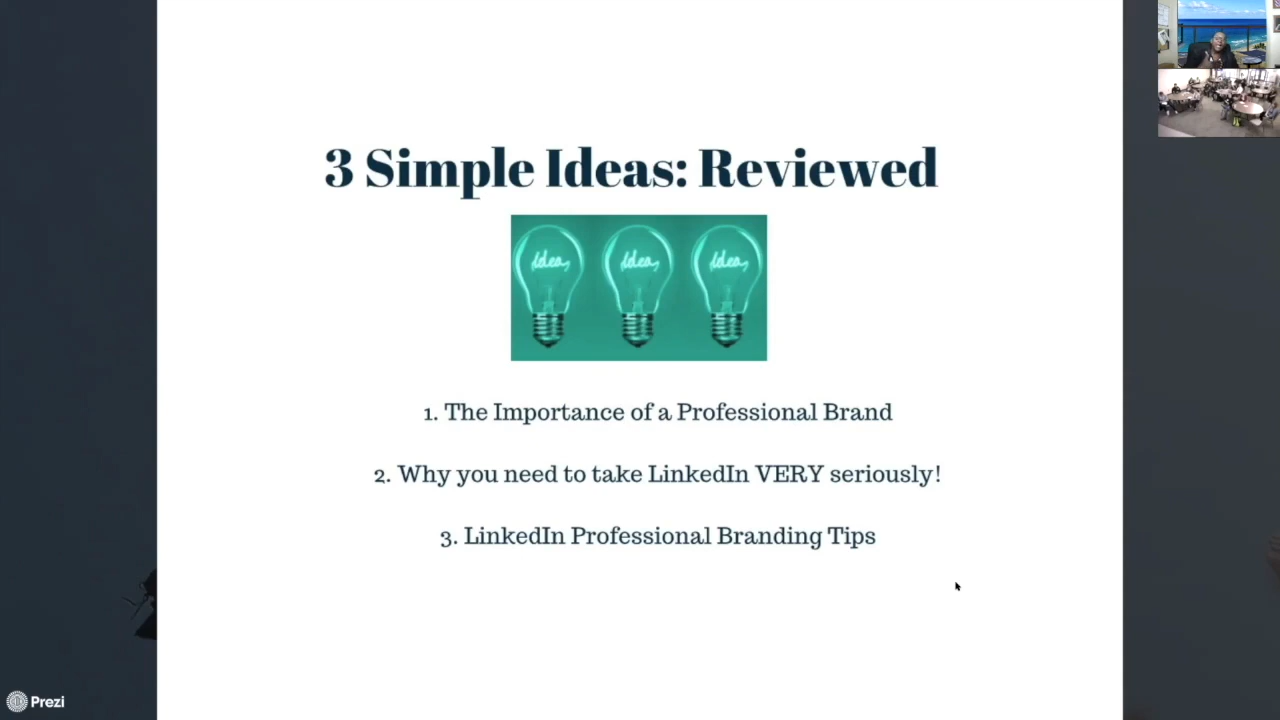 3 Simple Ideas: Reviewed
Idea Idea Idea
1. The Importance of a Professional Brand
2. Why you need to take LinkedIn VERY seriously!
3. LinkedIn Professional Branding Tips
Prezi